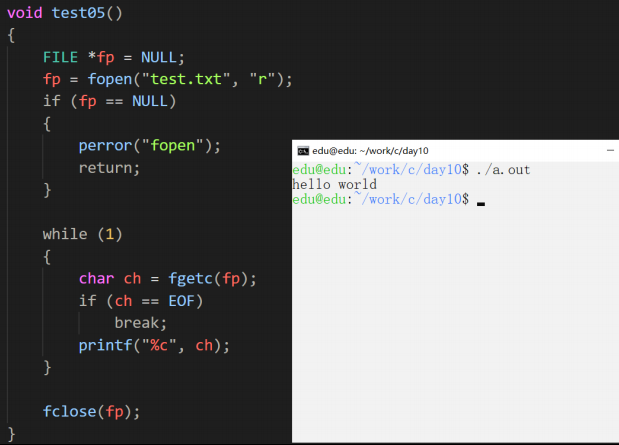 void test05()
{
FILE *fp = NULL;
fp = fopen("test.txt", "r");
if (fp == NULL)
{
perror("fopen");
return;
}
while (1)
{
char ch = fgetc(fp);
if (ch == EOF)
break;
printf("%c", ch);
}
fclose(fp);
}
edu@edu: ~/work/c/day10
edu@edu:~/work/c/day10$ ./a.out
hello world
edu@edu:~/work/c/day10$